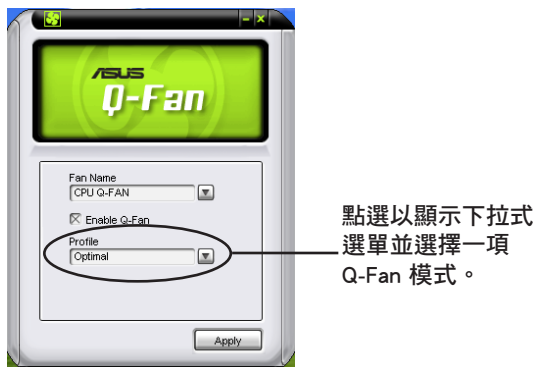 ASUS
Q-Fan
Fan Name
CPU Q-FAN
Enable Q-Fan
Profile
Optimal
Apply
點選以顯示下拉式
選單並選擇一項
Q-Fan 模式。